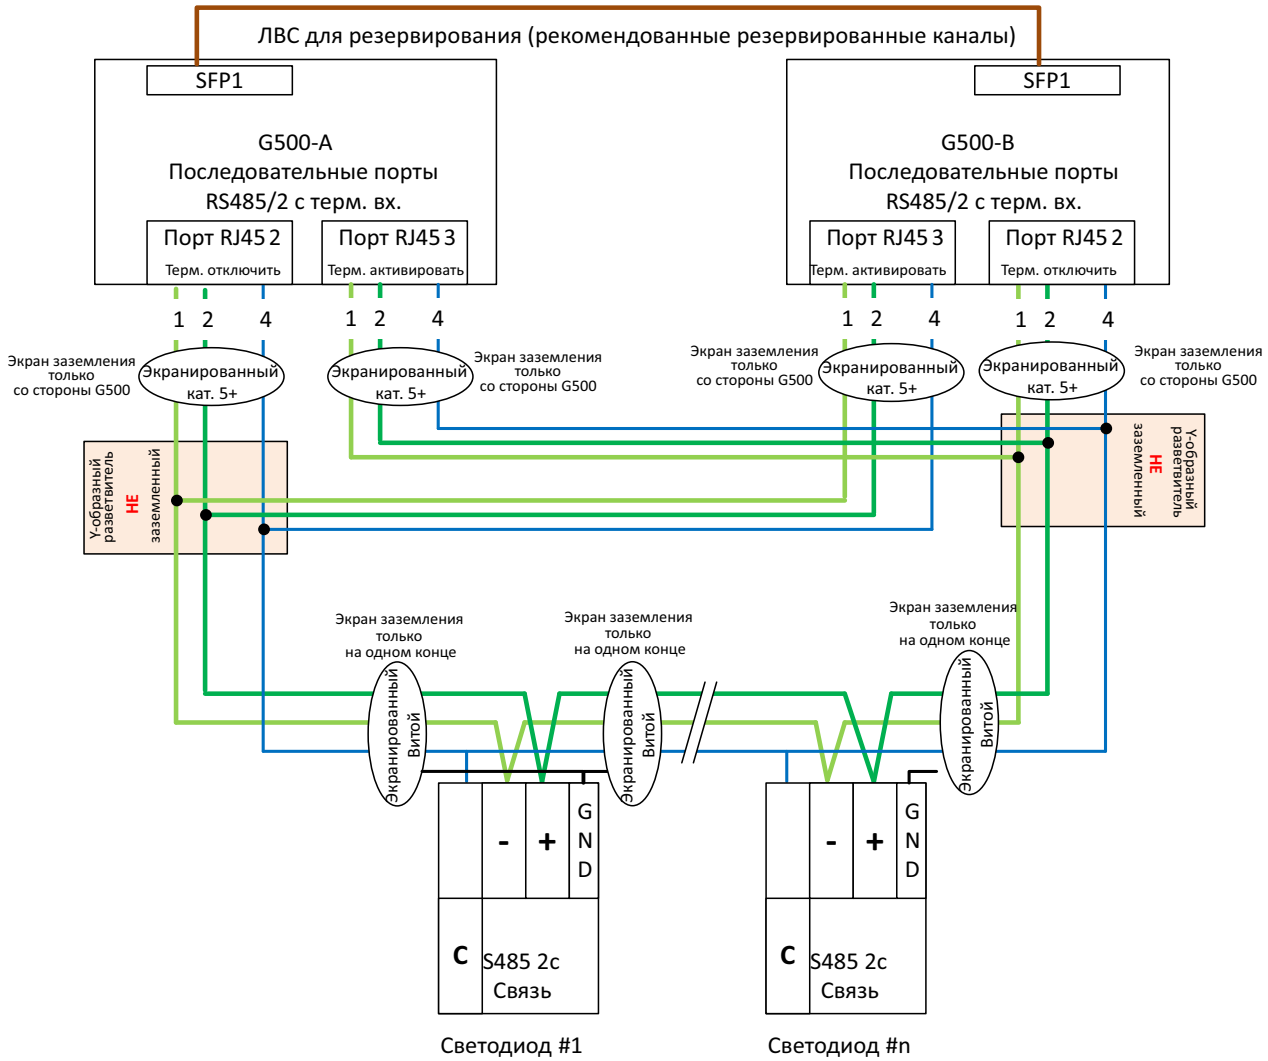 ЛВС для резервирования (рекомендованные резервированные каналы)
SFP1
G500-A
Последовательные порты
RS485/2 с терм. вх.
Порт RJ45 2
Терм. отключить
Порт RJ45 3
Терм. активировать
SFP1
G500-B
Последовательные порты
RS485/2 с терм. вх.
Порт RJ45 3
Терм. активировать
Порт RJ45 2
Терм. отключить
1 2 4
1 2 4
1 2 4
1 2 4
Экран заземления
только
со стороны G500
Экранированный
кат. 5+
Экранированный
кат. 5+
Экран заземления
только
со стороны G500
Экран заземления
только
со стороны G500
Экранированный
кат. 5+
Экранированный
кат. 5+
Экран заземления
только
со стороны G500
Y-образный
разветвитель
НЕ
заземленный
Y-образный
разветвитель
НЕ
заземленный
Экран заземления
только
на одном конце
Экран заземления
только
на одном конце
Экран заземления
только
на одном конце
Экранированный
Витой
Экранированный
Витой
Экранированный
Витой
- + GND
C
S485 2с
Связь
Светодиод #1
- + GND
C
S485 2с
Связь
Светодиод #n